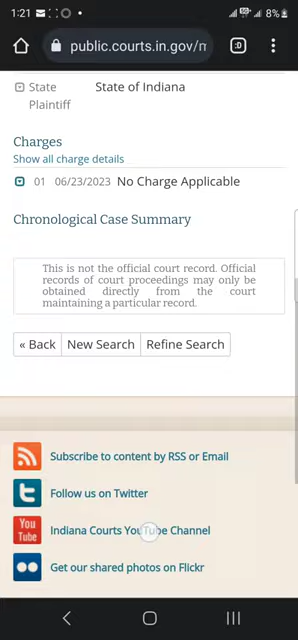 1:21
5G
8%
public.courts.in.gov/m
:D
State Plaintiff
State of Indiana
Charges
Show all charge details
01 06/23/2023 No Charge Applicable
Chronological Case Summary
This is not the official court record. Official
records of court proceedings may only be
obtained directly from the court
maintaining a particular record.
« Back
New Search
Refine Search
Subscribe to content by RSS or Email
Follow us on Twitter
You Tube
Indiana Courts YouTube Channel
Get our shared photos on Flickr